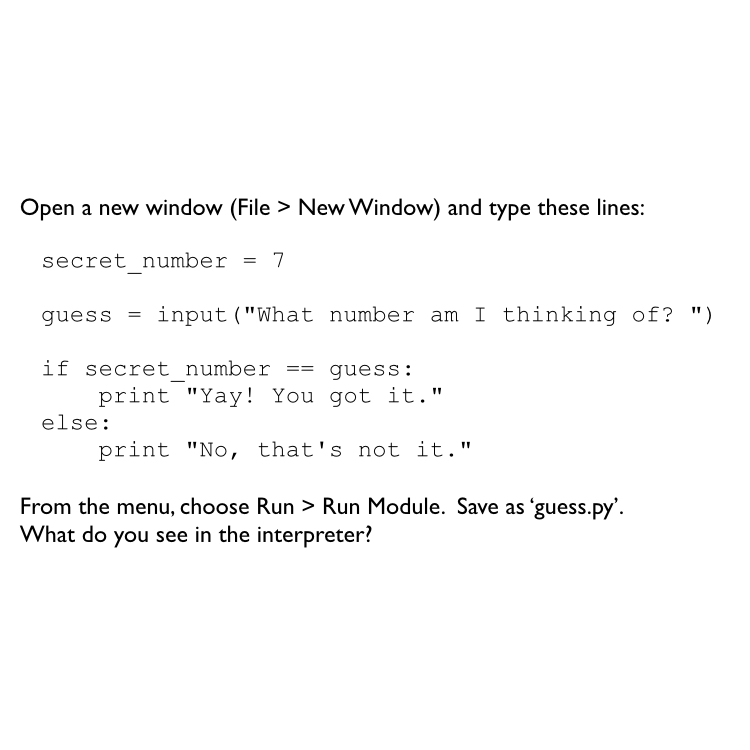 Open a new window (File > New Window) and type these lines:
secret_number = 7
guess = input("What number am I thinking of? ")
if secret_number == guess:
    print "Yay! You got it."
else:
    print "No, that's not it."
From the menu, choose Run > Run Module.  Save as ‘guess.py’.
What do you see in the interpreter?